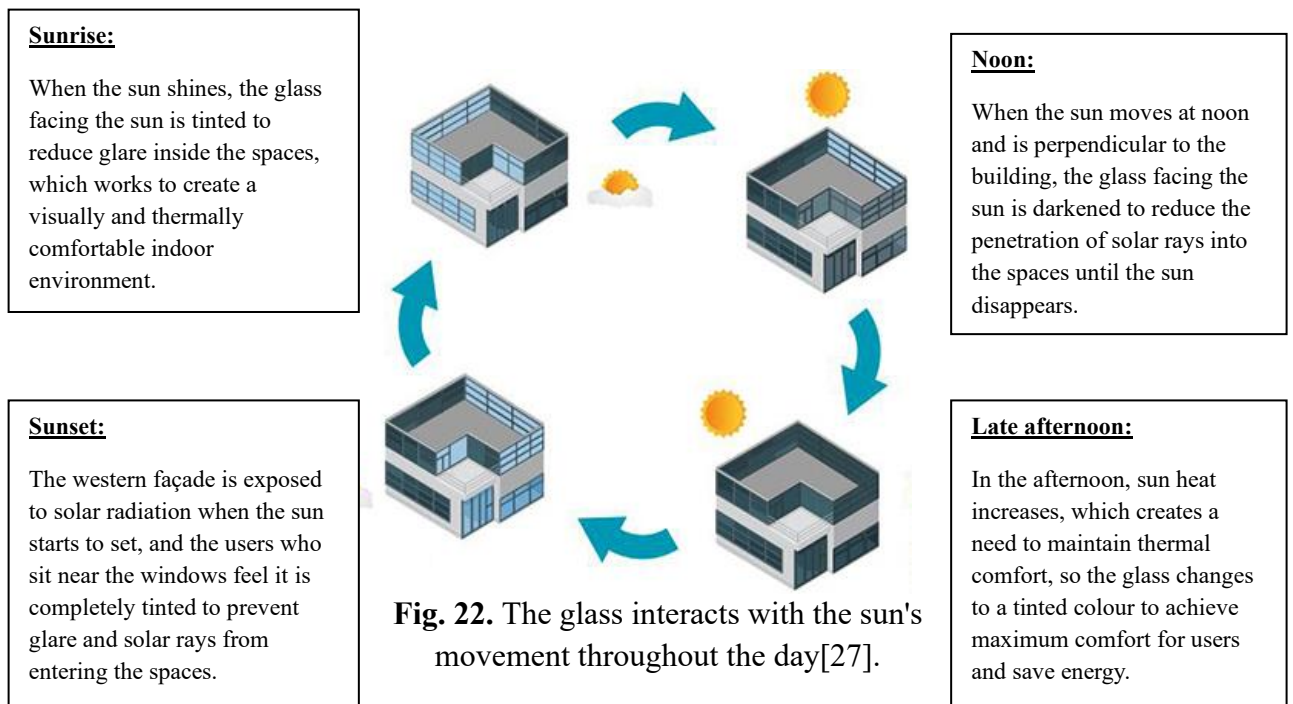 Sunrise:
When the sun shines, the glass
facing the sun is tinted to
reduce glare inside the spaces,
which works to create a
visually and thermally
comfortable indoor
environment.
Noon:
When the sun moves at noon
and is perpendicular to the
building, the glass facing the
sun is darkened to reduce the
penetration of solar rays into
the spaces until the sun
disappears.
Sunset:
The western façade is exposed
to solar radiation when the sun
starts to set, and the users who
sit near the windows feel it is
completely tinted to prevent
glare and solar rays from
entering the spaces.
Late afternoon:
In the afternoon, sun heat
increases, which creates a
need to maintain thermal
comfort, so the glass changes
to a tinted colour to achieve
maximum comfort for users
and save energy.
Fig. 22. The glass interacts with the sun's
movement throughout the day[27].